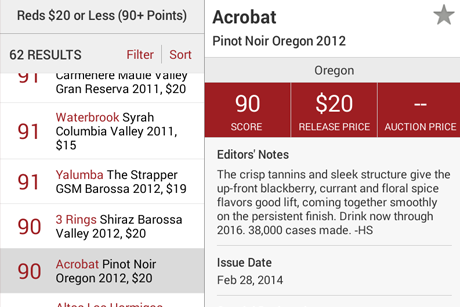 Reds $20 or Less (90+ Points)
62 RESULTS Filter Sort
91 Carmenère Maule Valley
Gran Reserva 2011, $20
91 Waterbrook Syrah
Columbia Valley 2011,
$15
91 Yalumba The Strapper
GSM Barossa 2012, $19
90 3 Rings Shiraz Barossa
Valley 2012, $20
90 Acrobat Pinot Noir
Oregon 2012, $20
Altos Las Hormigas
Acrobat
Pinot Noir Oregon 2012
Oregon
90 $20 --
SCORE RELEASE PRICE AUCTION PRICE
Editors' Notes
The crisp tannins and sleek structure give the
up-front blackberry, currant and floral spice
flavors good lift, coming together smoothly
on the persistent finish. Drink now through
2016. 38,000 cases made. -HS
Issue Date
Feb 28, 2014